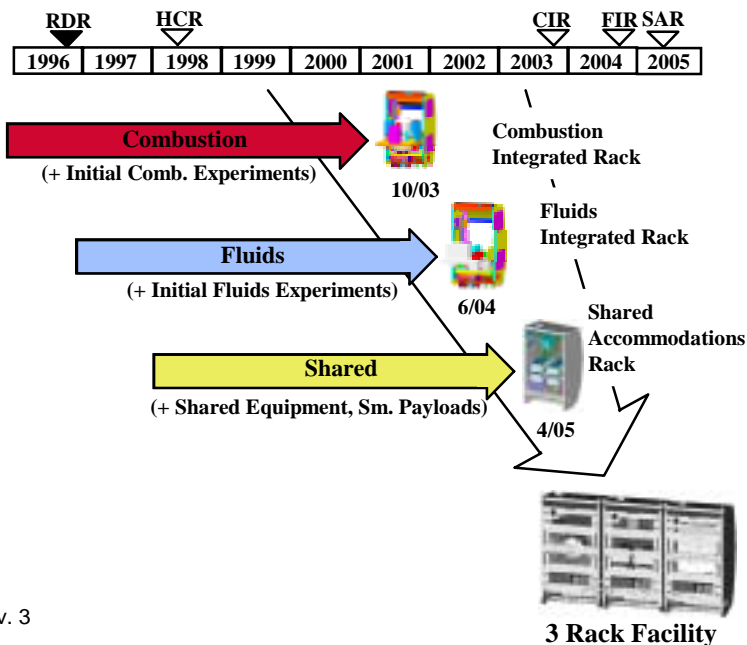 RDR HCR CIR FIR SAR
1996 1997 1998 1999 2000 2001 2002 2003 2004 2005
Combustion
(+ Initial Comb. Experiments)
10/03
Combustion
Integrated Rack
Fluids
(+ Initial Fluids Experiments)
6/04
Fluids
Integrated Rack
Shared
(+ Shared Equipment, Sm. Payloads)
4/05
Shared
Accommodations
Rack
v. 3
3 Rack Facility